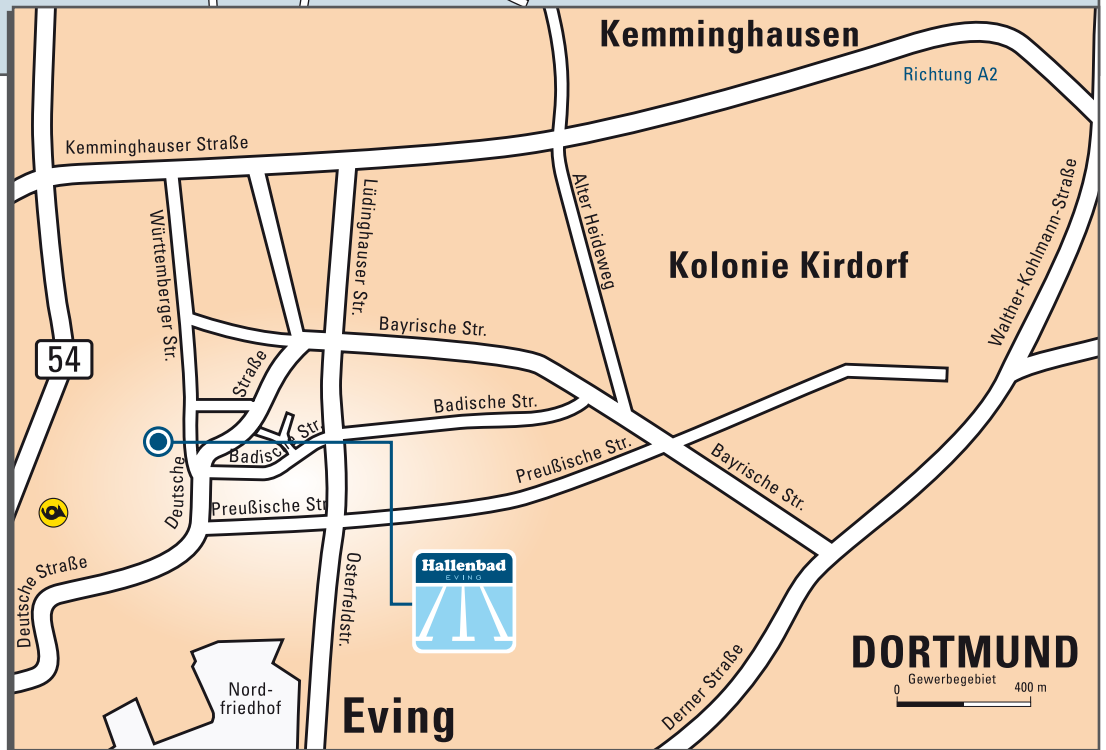 Kemminghausen
Richtung A2
Kemminghauser Straße
Württemberger Str.
Lüdinghauser Str.
Alter Heideweg
Walther-Kohlmann-Straße
Kolonie Kirdorf
Bayrische Str.
54
Straße
Badische Str.
Badische Str.
Deutsche
Preußische Str.
Bayrische Str.
Preußische Str
Deutsche Straße
Osterfeldstr.
Hallenbad
EVING
Nord-
friedhof
Eving
Derner Straße
DORTMUND
Gewerbegebiet
0 400 m